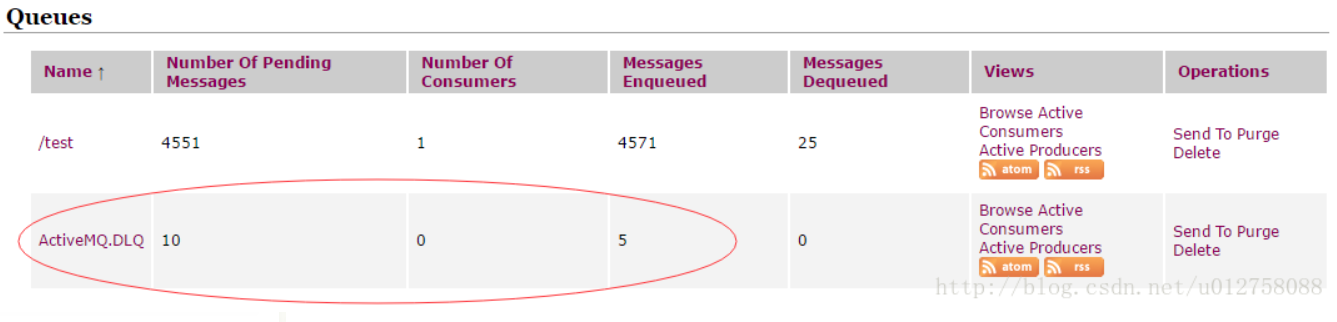 Queues
Name ↑ Number Of Pending Messages Number Of Consumers Messages Enqueued Messages Dequeued Views Operations
/test 4551 1 4571 25 Browse Active Consumers Active Producers atom rss Send To Purge Delete
ActiveMQ.DLQ 10 0 5 0 Browse Active Consumers Active Producers atom rss Send To Purge Delete
http://blog.csdn.net/u012758088